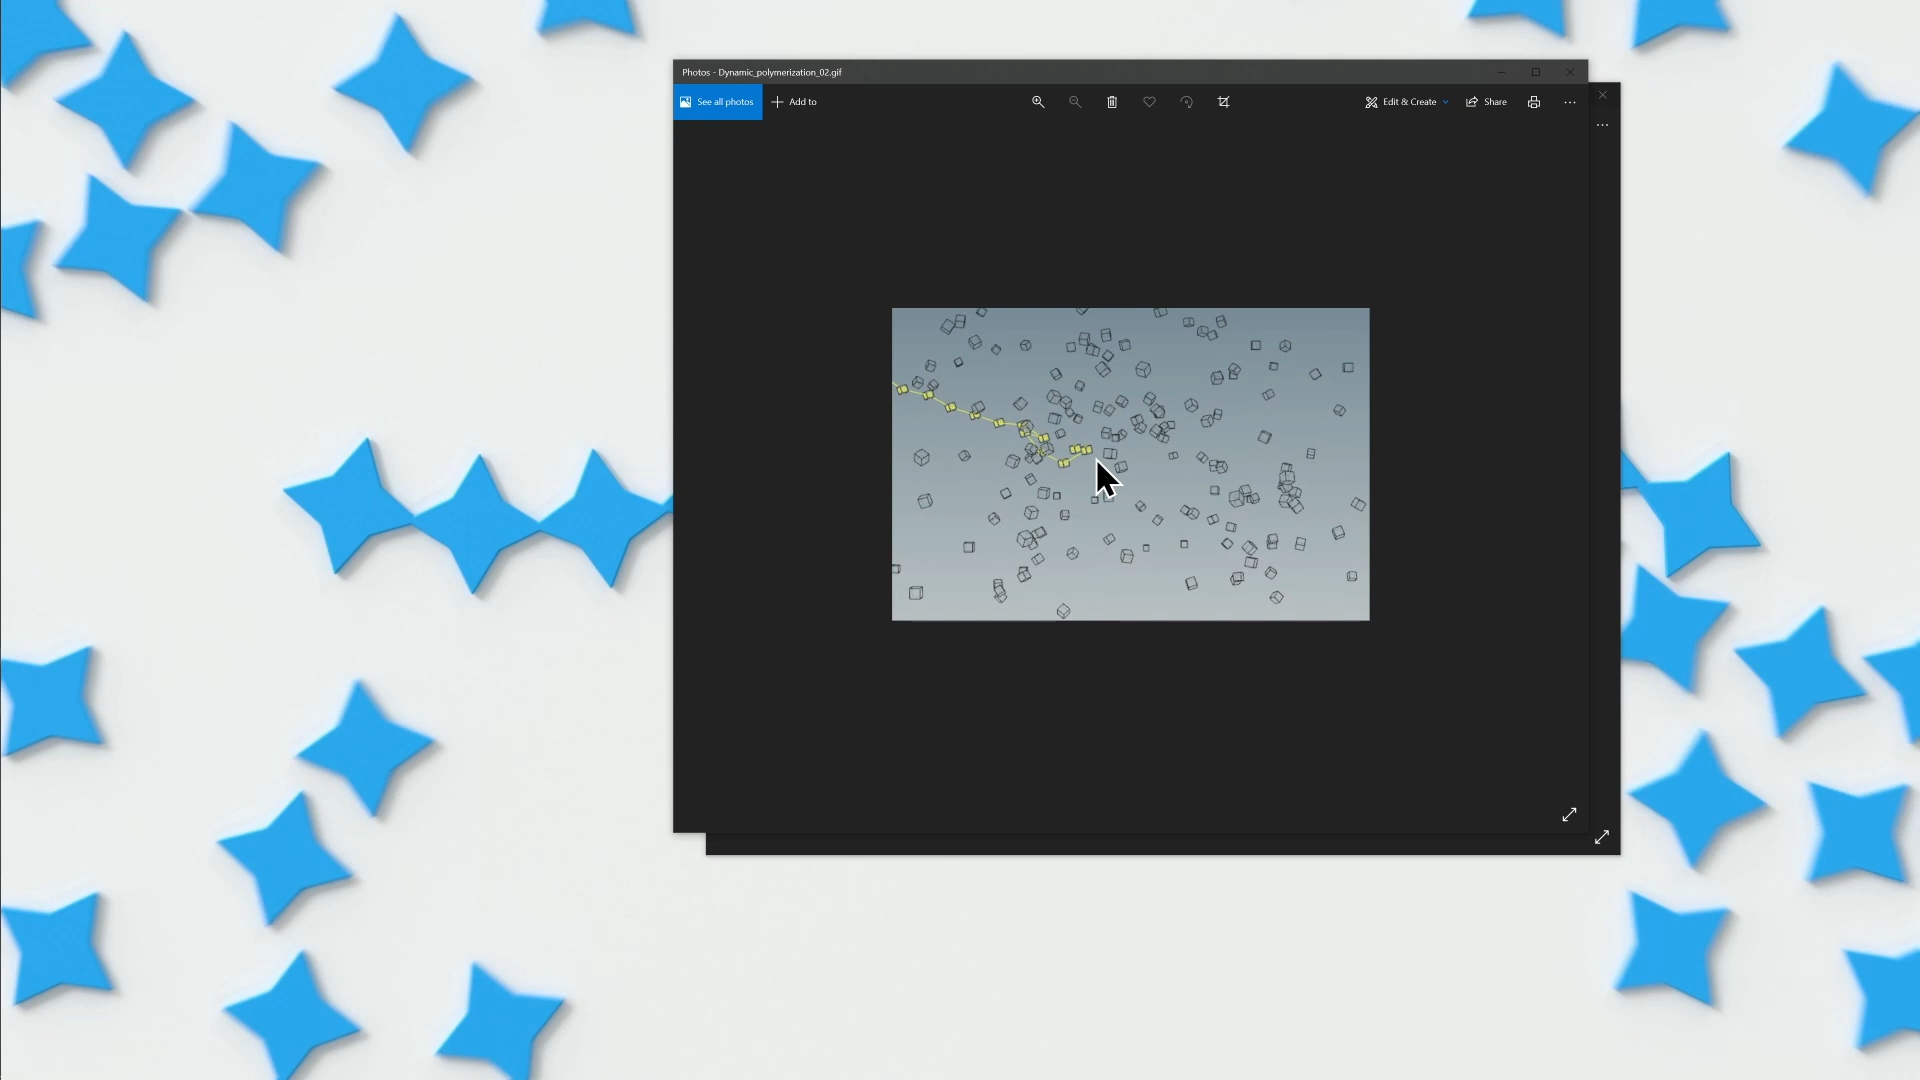 Photos - Dynamic_polymerization_02.gif
See all photos
Add to
Edit & Create
Share